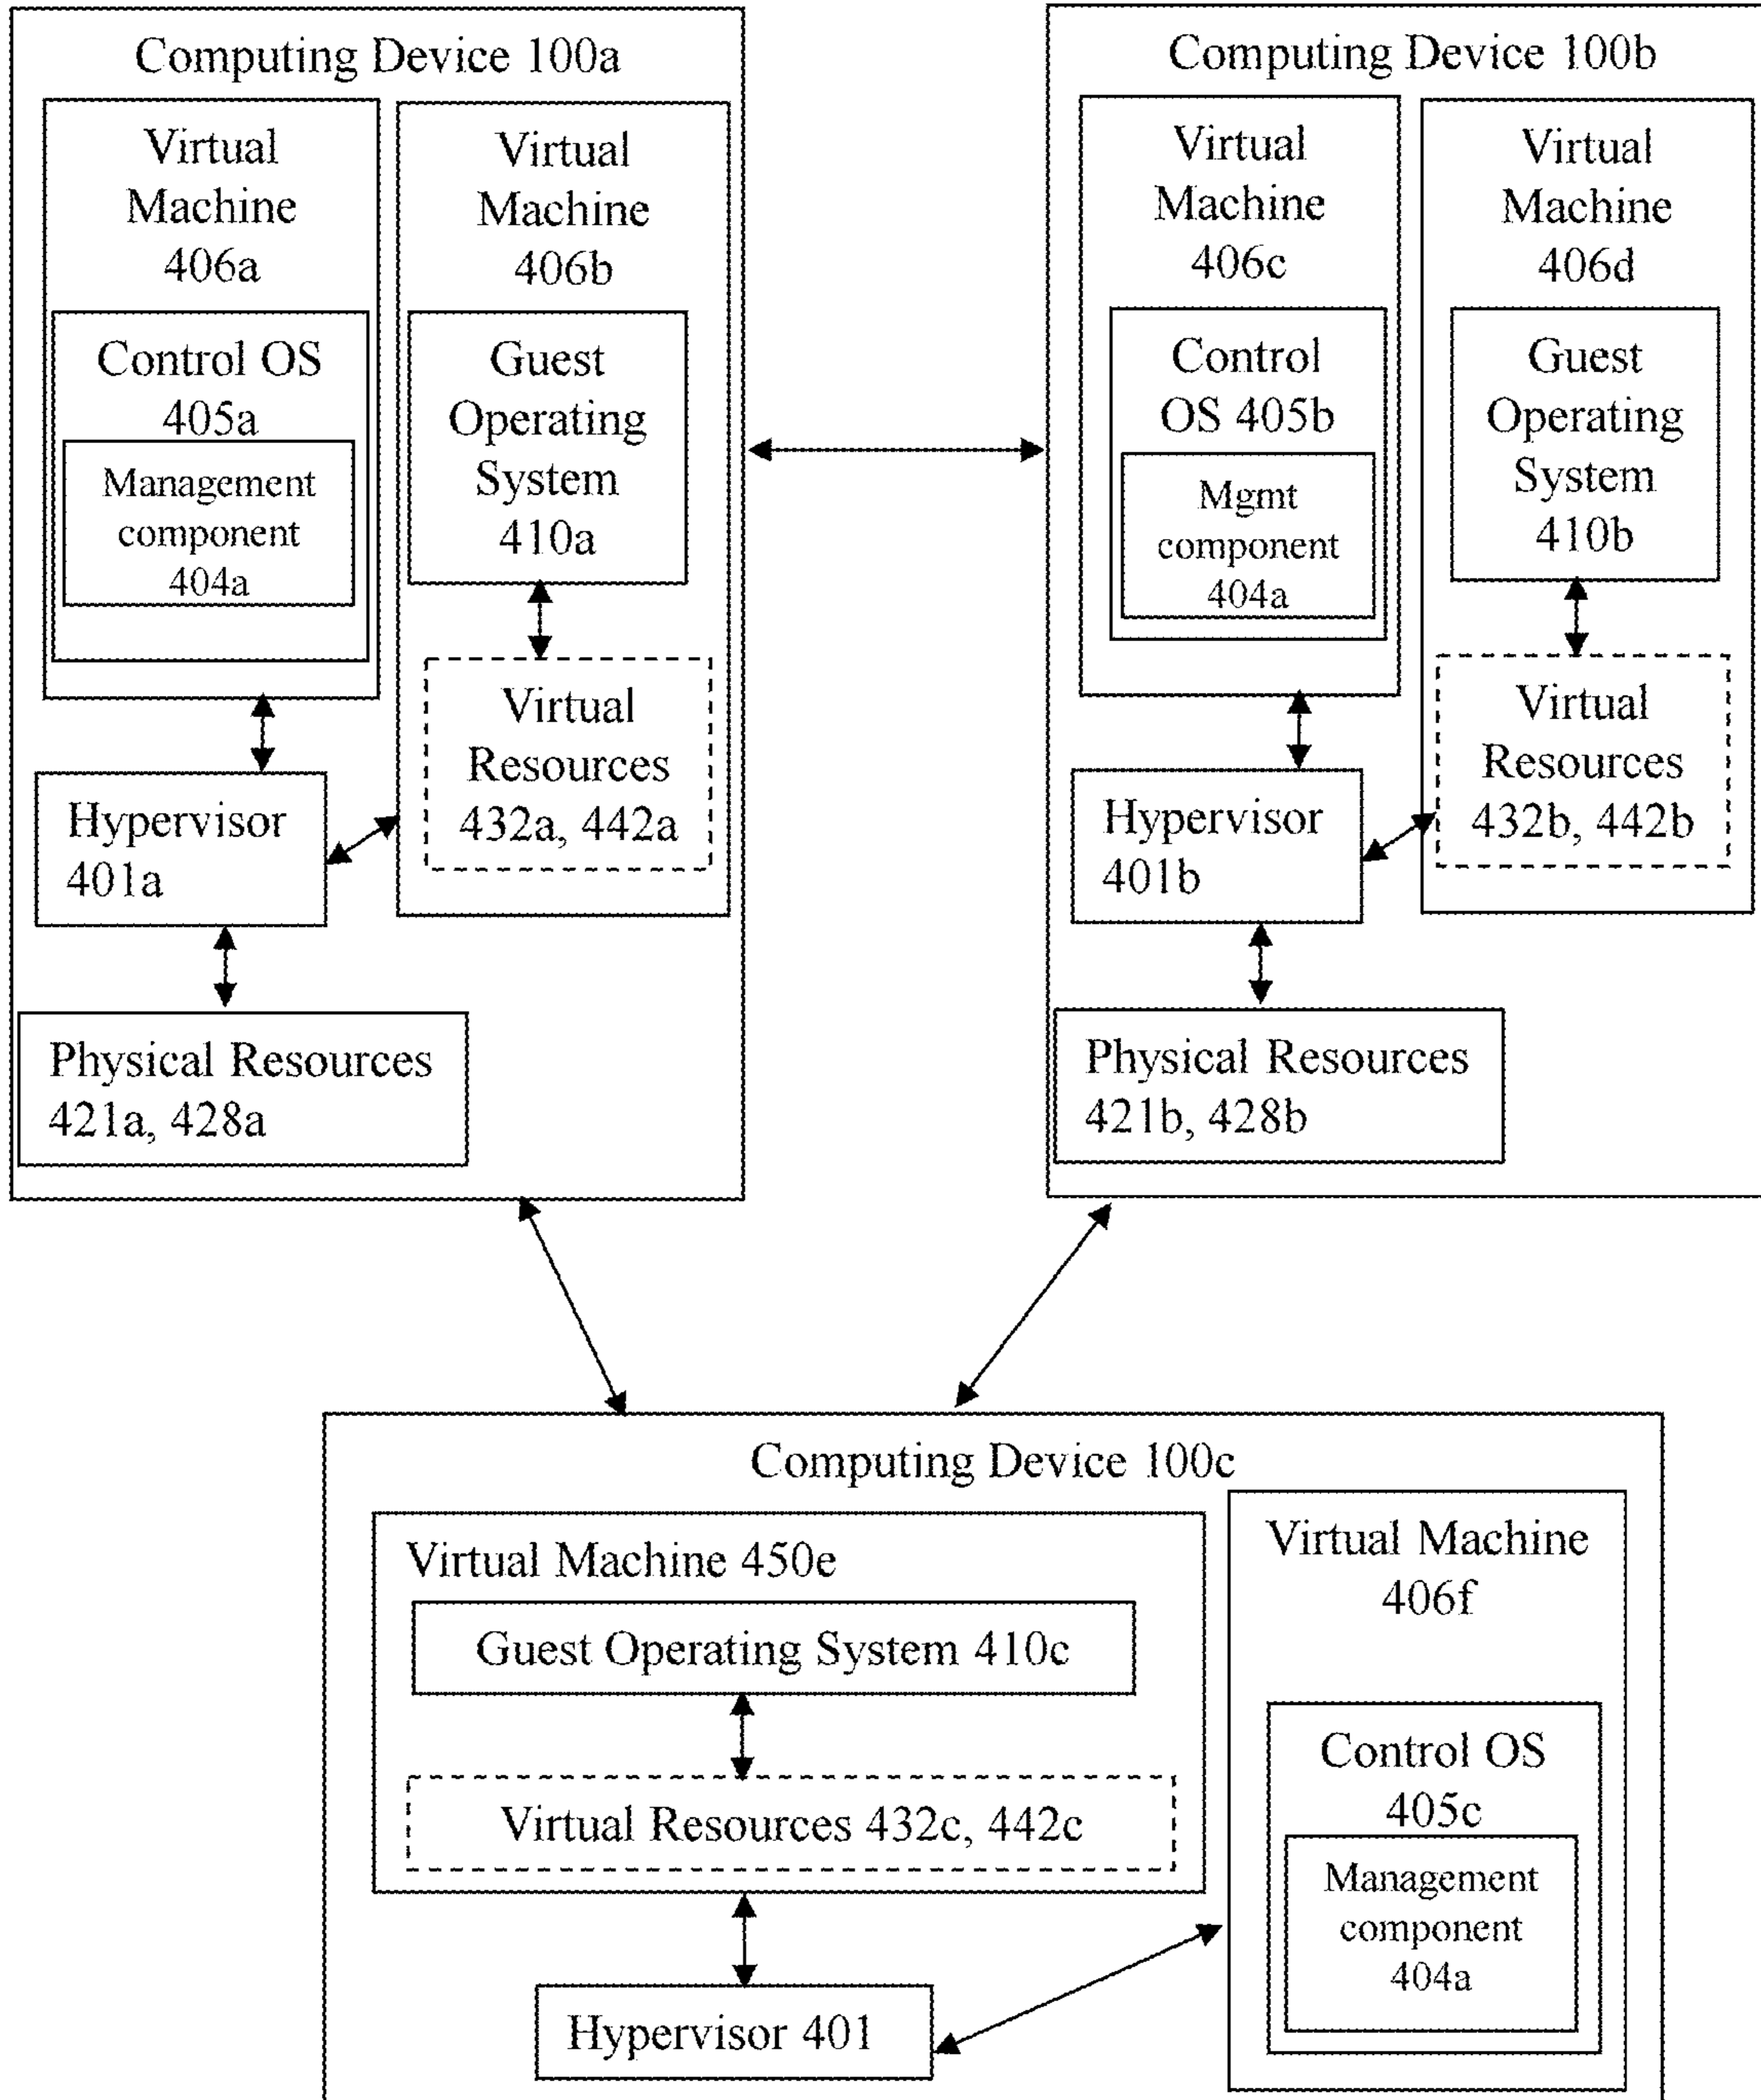 Computing Device 100a
Virtual
Machine
406a
Control OS
405a
Management
component
404a
Virtual
Machine
406b
Guest
Operating
System
410a
Virtual
Resources
432a, 442a
Hypervisor
401a
Physical Resources
421a, 428a
Computing Device 100b
Virtual
Machine
406c
Control
OS 405b
Mgmt
component
404a
Virtual
Machine
406d
Guest
Operating
System
410b
Virtual
Resources
432b, 442b
Hypervisor
401b
Physical Resources
421b, 428b
Computing Device 100c
Virtual Machine 450e
Guest Operating System 410c
Virtual Resources 432c, 442c
Virtual Machine
406f
Control OS
405c
Management
component
404a
Hypervisor 401